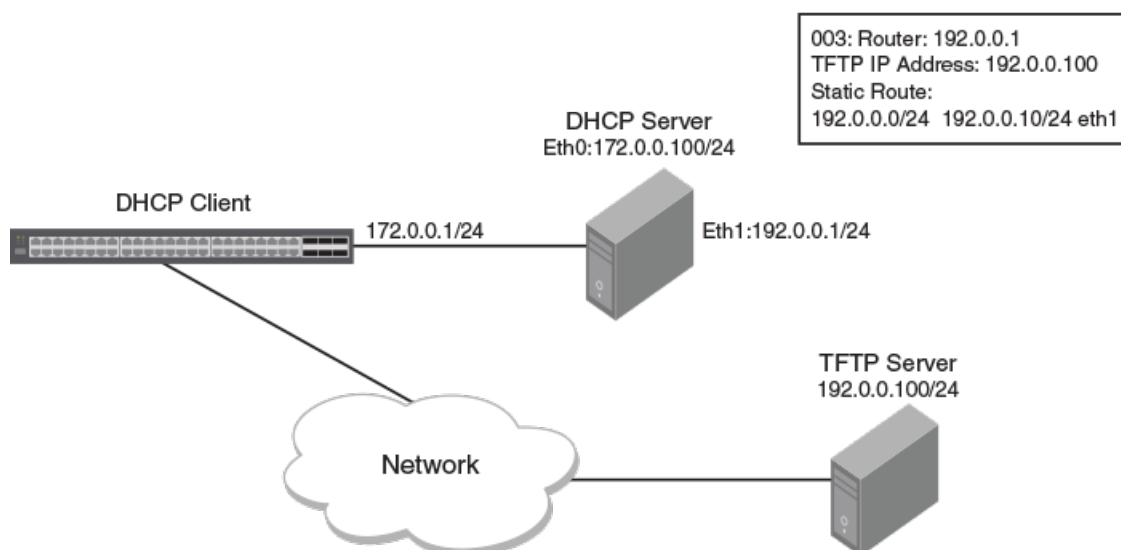 003: Router: 192.0.0.1
TFTP IP Address: 192.0.0.100
Static Route:
192.0.0.0/24 192.0.0.10/24 eth1
DHCP Server
Eth0:172.0.0.100/24
DHCP Client
172.0.0.1/24
Eth1:192.0.0.1/24
TFTP Server
192.0.0.100/24
Network